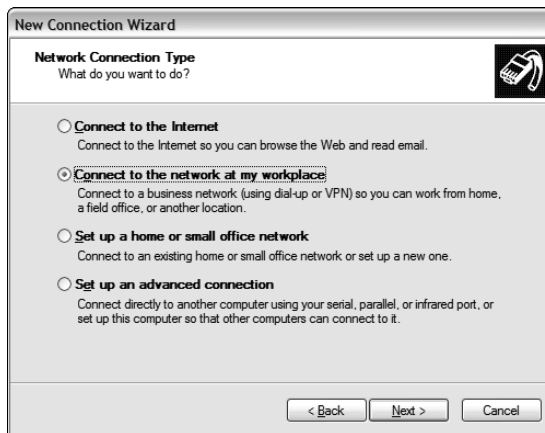 New Connection Wizard
Network Connection Type
What do you want to do?
Connect to the Internet
Connect to the Internet so you can browse the Web and read email.
Connect to the network at my workplace
Connect to a business network (using dial-up or VPN) so you can work from home,
a field office, or another location.
Set up a home or small office network
Connect to an existing home or small office network or set up a new one.
Set up an advanced connection
Connect directly to another computer using your serial, parallel, or infrared port, or
set up this computer so that other computers can connect to it.
< Back Next > Cancel